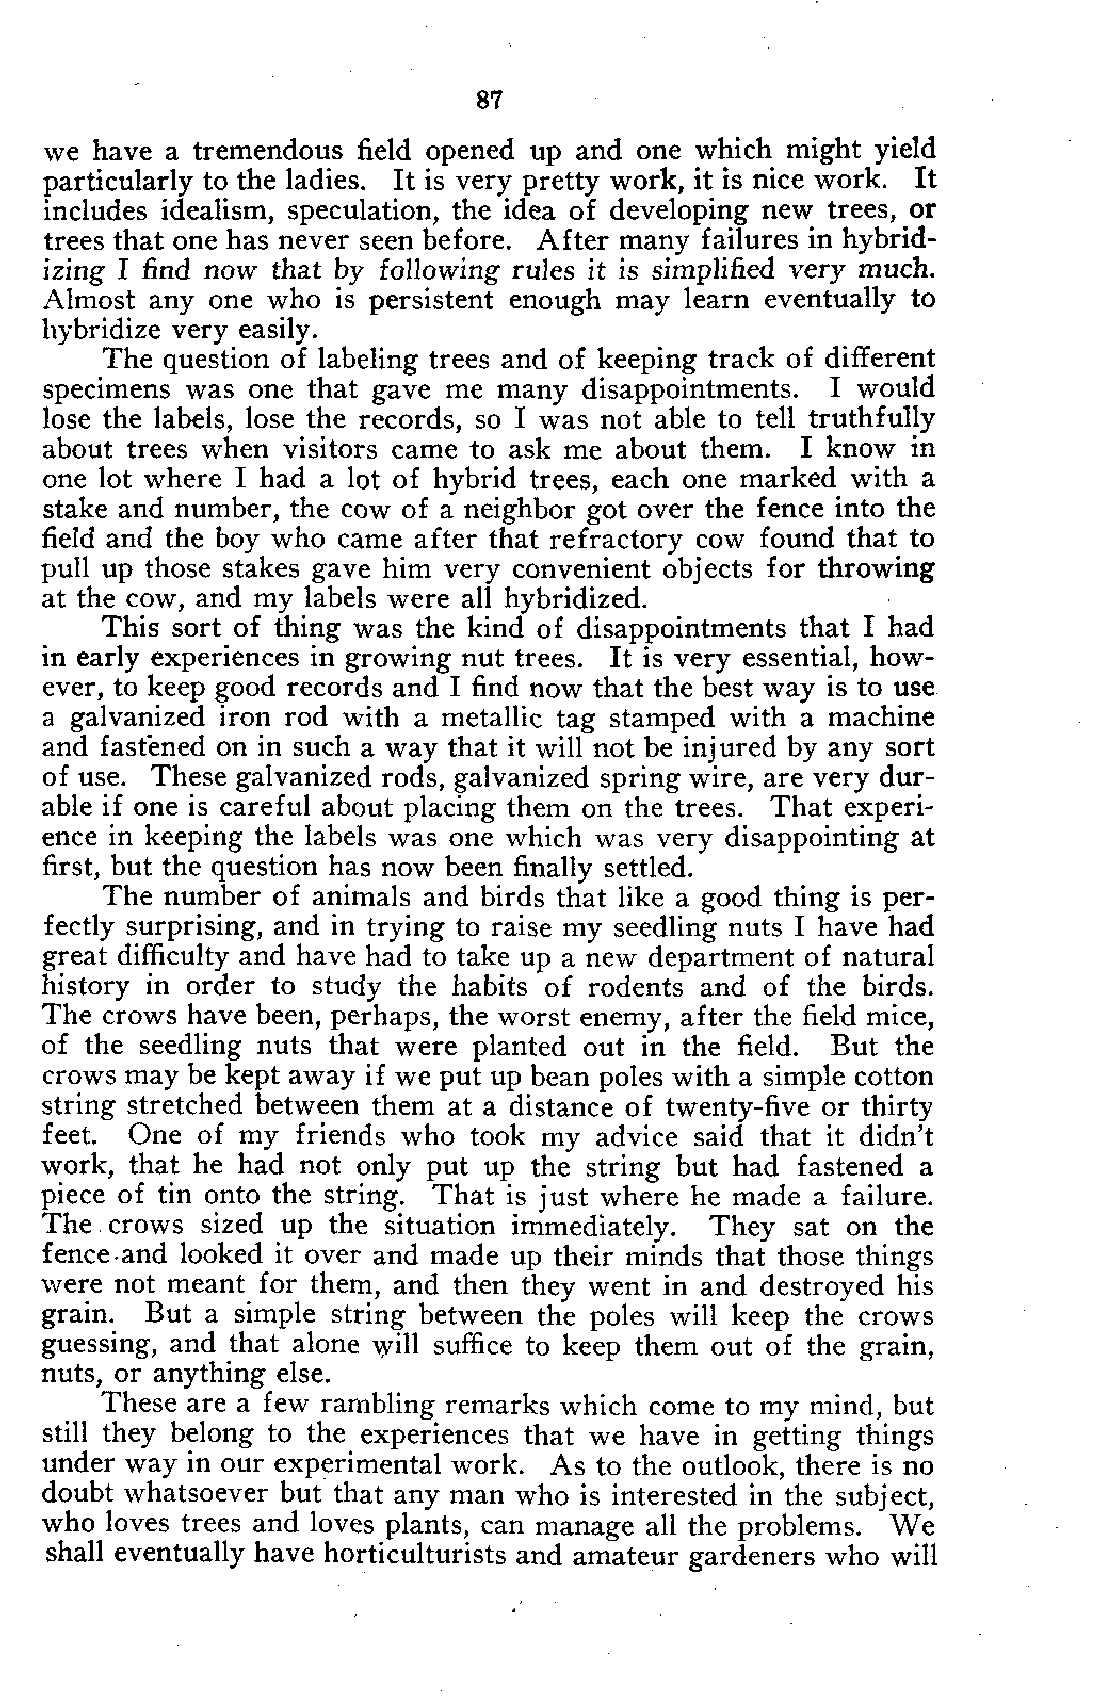 87
we have a tremendous field opened up and one which might yield
particularly to the ladies. It is very pretty work, it is nice work. It
includes idealism, speculation, the idea of developing new trees, or
trees that one has never seen before. After many failures in hybrid-
izing I find now that by following rules it is simplified very much.
Almost any one who is persistent enough may learn eventually to
hybridize very easily.
The question of labeling trees and of keeping track of different
specimens was one that gave me many disappointments. I would
lose the labels, lose the records, so I was not able to tell truthfully
about trees when visitors came to ask me about them. I know in
one lot where I had a lot of hybrid trees, each one marked with a
stake and number, the cow of a neighbor got over the fence into the
field and the boy who came after that refractory cow found that to
pull up those stakes gave him very convenient objects for throwing
at the cow, and my labels were all hybridized.
This sort of thing was the kind of disappointments that I had
in early experiences in growing nut trees. It is very essential, how-
ever, to keep good records and I find now that the best way is to use
a galvanized iron rod with a metallic tag stamped with a machine
and fastened on in such a way that it will not be injured by any sort
of use. These galvanized rods, galvanized spring wire, are very dur-
able if one is careful about placing them on the trees. That experi-
ence in keeping the labels was one which was very disappointing at
first, but the question has now been finally settled.
The number of animals and birds that like a good thing is per-
fectly surprising, and in trying to raise my seedling nuts I have had
great difficulty and have had to take up a new department of natural
history in order to study the habits of rodents and of the birds.
The crows have been, perhaps, the worst enemy, after the field mice,
of the seedling nuts that were planted out in the field. But the
crows may be kept away if we put up bean poles with a simple cotton
string stretched between them at a distance of twenty-five or thirty
feet. One of my friends who took my advice said that it didn't
work, that he had not only put up the string but had fastened a
piece of tin onto the string. That is just where he made a failure.
The crows sized up the situation immediately. They sat on the
fence and looked it over and made up their minds that those things
were not meant for them, and then they went in and destroyed his
grain. But a simple string between the poles will keep the crows
guessing, and that alone will suffice to keep them out of the grain,
nuts, or anything else.
These are a few rambling remarks which come to my mind, but
still they belong to the experiences that we have in getting things
under way in our experimental work. As to the outlook, there is no
doubt whatsoever but that any man who is interested in the subject,
who loves trees and loves plants, can manage all the problems. We
shall eventually have horticulturists and amateur gardeners who will